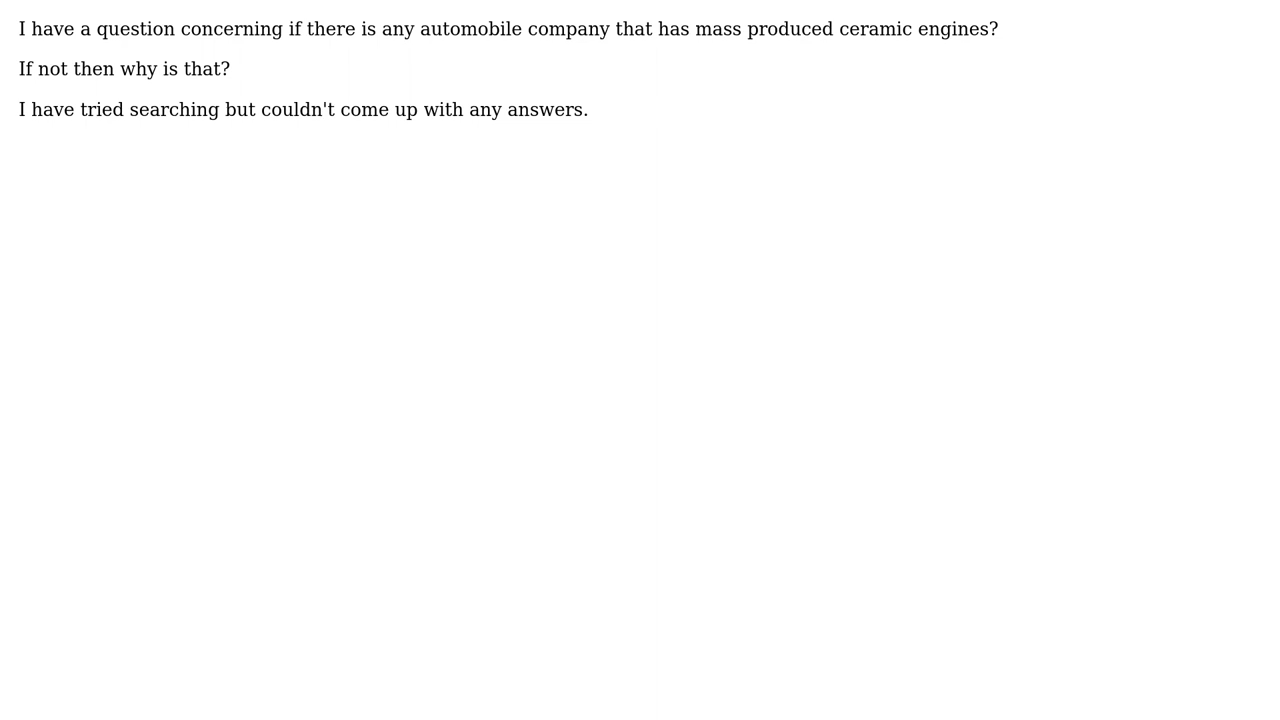 I have a question concerning if there is any automobile company that has mass produced ceramic engines?
If not then why is that?
I have tried searching but couldn't come up with any answers.